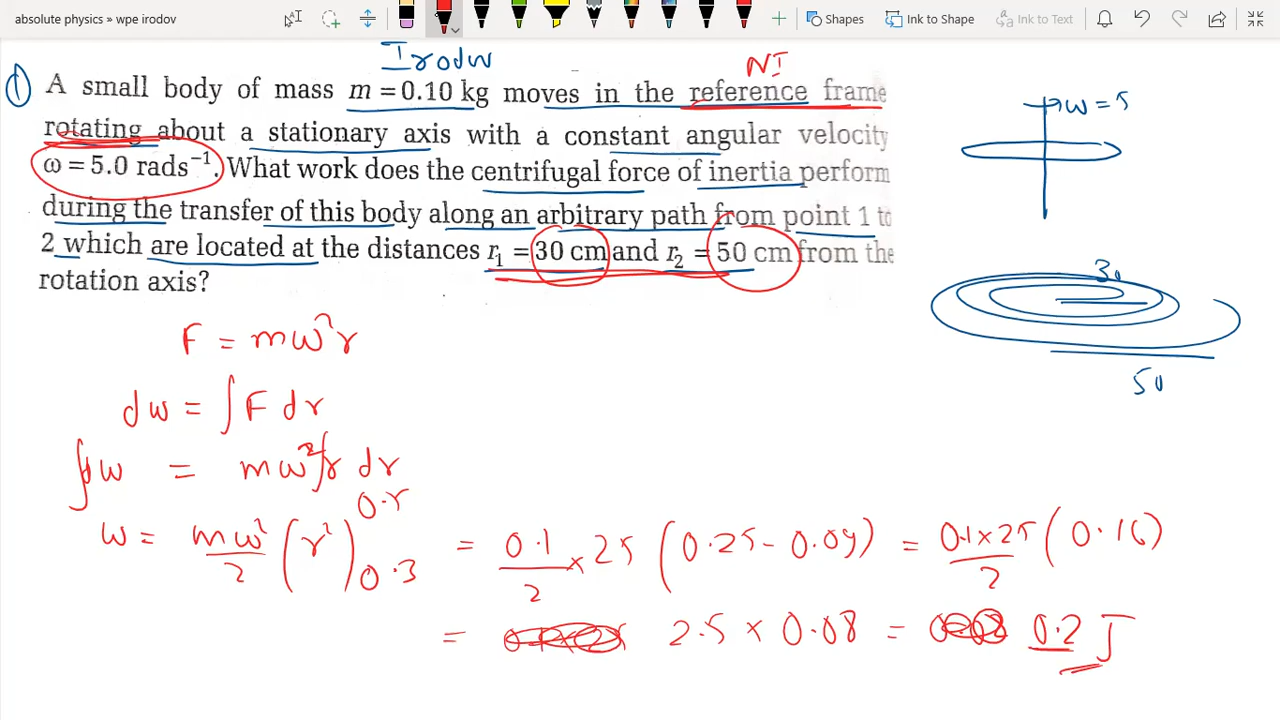 absolute physics » wpe irodov
Shapes
Ink to Shape
Ink to Text
Irodov
NI
① A small body of mass m = 0.10 kg moves in the reference frame
rotating about a stationary axis with a constant angular velocity
ω = 5.0 rads⁻¹. What work does the centrifugal force of inertia perform
during the transfer of this body along an arbitrary path from point 1 to
2 which are located at the distances r₁ = 30 cm and r₂ = 50 cm from the
rotation axis?
ω = 5
30
50
F = mω²r
dw = ∫F dr
∫dw = mω²∫r dr
w = mω²/2 (r²) 0.5 0.3 = 0.1/2 × 25 (0.25 - 0.09) = 0.1×25/2 (0.16)
= 2.5 × 0.08 = 0.2 J